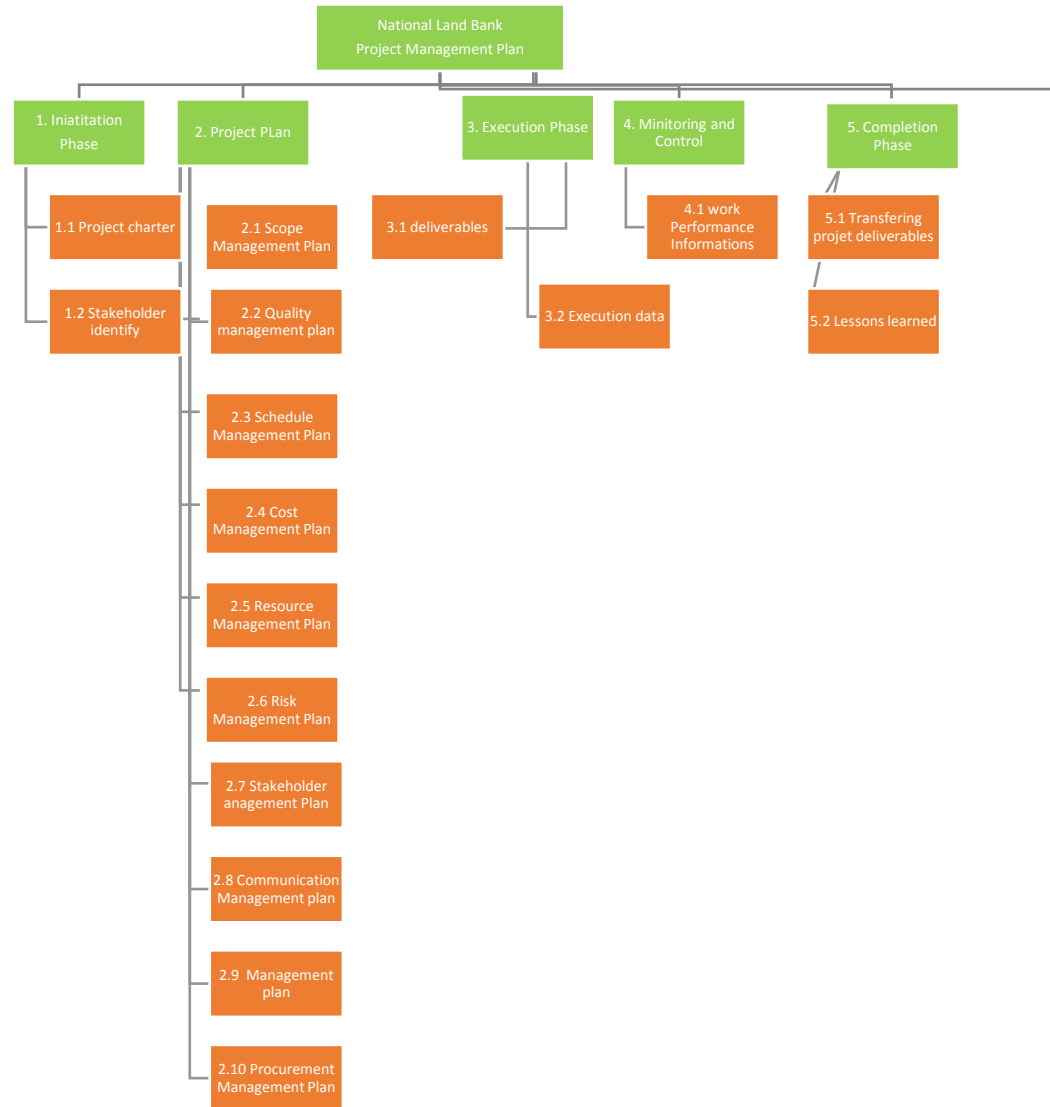 National Land Bank
Project Management Plan
1. Iniatitation
Phase
2. Project PLan
3. Execution Phase
4. Minitoring and
Control
5. Completion
Phase
1.1 Project charter
1.2 Stakeholder
identify
2.1 Scope
Management Plan
2.2 Quality
management plan
2.3 Schedule
Management Plan
2.4 Cost
Management Plan
2.5 Resource
Management Plan
2.6 Risk
Management Plan
2.7 Stakeholder
anagement Plan
2.8 Communication
Management plan
2.9 Management
plan
2.10 Procurement
Management Plan
3.1 deliverables
3.2 Execution data
4.1 work
Performance
Informations
5.1 Transfering
projet deliverables
5.2 Lessons learned